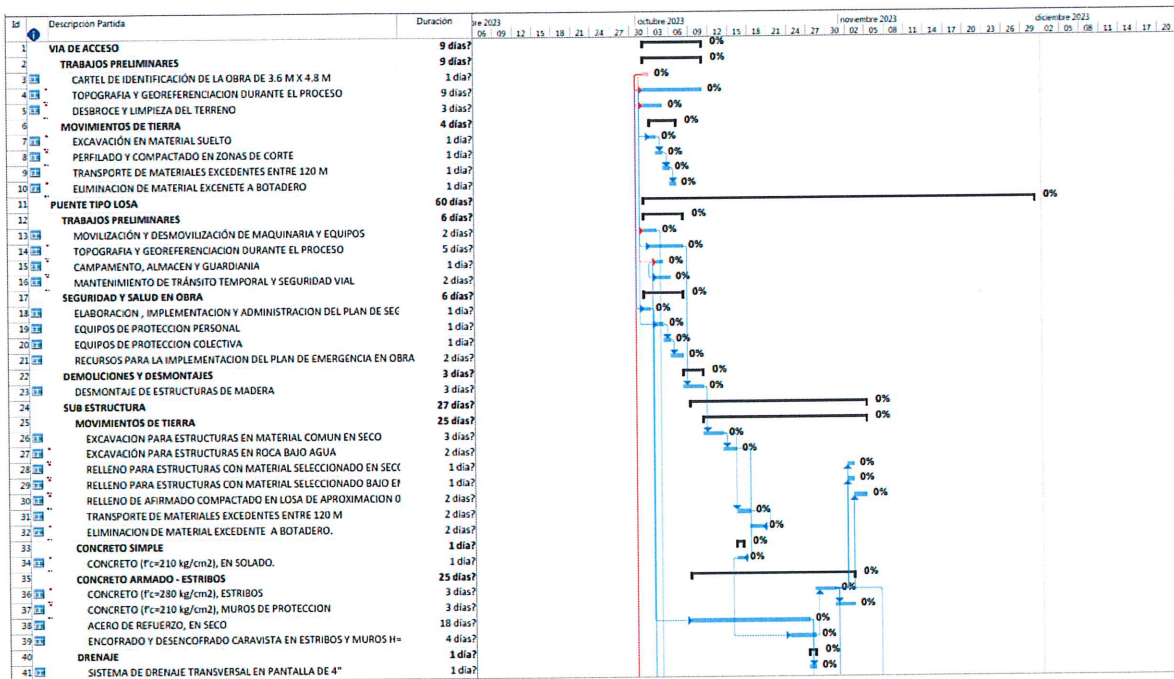 Id Descripción Partida Duración re 2023 octubre 2023 noviembre 2023 diciembre 2023
06 09 12 15 18 21 24 27 30 03 06 09 12 15 18 21 24 27 30 02 05 08 11 14 17 20 23 26 29 02 05 08 11 14 17 20
1 VIA DE ACCESO 9 días? 0%
2 TRABAJOS PRELIMINARES 9 días? 0%
3 CARTEL DE IDENTIFICACIÓN DE LA OBRA DE 3.6 M X 4.8 M 1 dia? 0%
4 TOPOGRAFIA Y GEOREFERENCIACION DURANTE EL PROCESO 9 días? 0%
5 DESBROCE Y LIMPIEZA DEL TERRENO 3 días? 0%
6 MOVIMIENTOS DE TIERRA 4 días? 0%
7 EXCAVACIÓN EN MATERIAL SUELTO 1 dia? 0%
8 PERFILADO Y COMPACTADO EN ZONAS DE CORTE 1 dia? 0%
9 TRANSPORTE DE MATERIALES EXCEDENTES ENTRE 120 M 1 dia? 0%
10 ELIMINACION DE MATERIAL EXCENETE A BOTADERO 1 dia? 0%
11 PUENTE TIPO LOSA 60 días? 0%
12 TRABAJOS PRELIMINARES 6 días? 0%
13 MOVILIZACIÓN Y DESMOVILIZACIÓN DE MAQUINARIA Y EQUIPOS 2 días? 0%
14 TOPOGRAFIA Y GEOREFERENCIACION DURANTE EL PROCESO 5 días? 0%
15 CAMPAMENTO, ALMACEN Y GUARDIANIA 1 dia? 0%
16 MANTENIMIENTO DE TRÁNSITO TEMPORAL Y SEGURIDAD VIAL 2 días? 0%
17 SEGURIDAD Y SALUD EN OBRA 6 días? 0%
18 ELABORACION , IMPLEMENTACION Y ADMINISTRACION DEL PLAN DE SEG 1 dia? 0%
19 EQUIPOS DE PROTECCION PERSONAL 1 dia? 0%
20 EQUIPOS DE PROTECCION COLECTIVA 1 dia? 0%
21 RECURSOS PARA LA IMPLEMENTACION DEL PLAN DE EMERGENCIA EN OBRA 2 días? 0%
22 DEMOLICIONES Y DESMONTAJES 3 días? 0%
23 DESMONTAJE DE ESTRUCTURAS DE MADERA 3 días? 0%
24 SUB ESTRUCTURA 27 días? 0%
25 MOVIMIENTOS DE TIERRA 25 días? 0%
26 EXCAVACION PARA ESTRUCTURAS EN MATERIAL COMUN EN SECO 3 días? 0%
27 EXCAVACIÓN PARA ESTRUCTURAS EN ROCA BAJO AGUA 2 días? 0%
28 RELLENO PARA ESTRUCTURAS CON MATERIAL SELECCIONADO EN SECC 1 dia? 0%
29 RELLENO PARA ESTRUCTURAS CON MATERIAL SELECCIONADO BAJO 1 dia? 0%
30 RELLENO DE AFIRMADO COMPACTADO EN LOSA DE APROXIMACION 0 2 días? 0%
31 TRANSPORTE DE MATERIALES EXCEDENTES ENTRE 120 M 2 días? 0%
32 ELIMINACION DE MATERIAL EXCEDENTE A BOTADERO. 2 días? 0%
33 CONCRETO SIMPLE 1 día? 0%
34 CONCRETO (f'c=210 kg/cm2), EN SOLADO. 1 dia? 0%
35 CONCRETO ARMADO - ESTRIBOS 25 días? 0%
36 CONCRETO (f'c=280 kg/cm2), ESTRIBOS 3 días? 0%
37 CONCRETO (f'c=210 kg/cm2), MUROS DE PROTECCION 3 días? 0%
38 ACERO DE REFUERZO, EN SECO 18 días? 0%
39 ENCOFRADO Y DESENCOFRADO CARAVISTA EN ESTRIBOS Y MUROS H= 4 días? 0%
40 DRENAJE 1 día? 0%
41 SISTEMA DE DRENAJE TRANSVERSAL EN PANTALLA DE 4" 1 dia? 0%